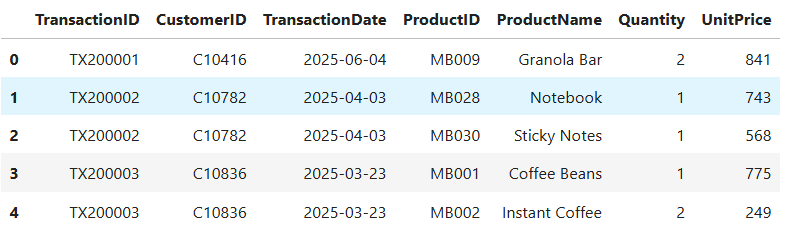 TransactionID CustomerID TransactionDate ProductID ProductName Quantity UnitPrice
0 TX200001 C10416 2025-06-04 MB009 Granola Bar 2 841
1 TX200002 C10782 2025-04-03 MB028 Notebook 1 743
2 TX200002 C10782 2025-04-03 MB030 Sticky Notes 1 568
3 TX200003 C10836 2025-03-23 MB001 Coffee Beans 1 775
4 TX200003 C10836 2025-03-23 MB002 Instant Coffee 2 249